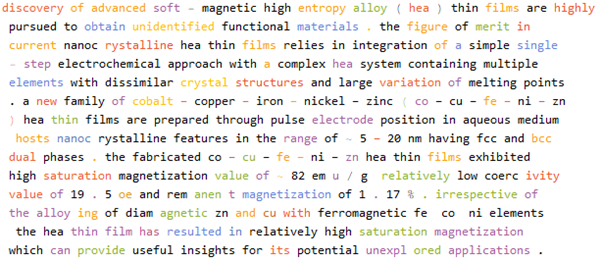 discovery of advanced soft – magnetic high entropy alloy ( hea ) thin films are highly
pursued to obtain unidentified functional materials . the figure of merit in
current nanoc rystalline hea thin films relies in integration of a simple single
– step electrochemical approach with a complex hea system containing multiple
elements with dissimilar crystal structures and large variation of melting points
. a new family of cobalt – copper – iron – nickel – zinc ( co – cu – fe – ni – zn
) hea thin films are prepared through pulse electrode position in aqueous medium
hosts nanoc rystalline features in the range of ~ 5 – 20 nm having fcc and bcc
dual phases . the fabricated co – cu – fe – ni – zn hea thin films exhibited
high saturation magnetization value of ~ 82 em u / g relatively low coerc ivity
value of 19 . 5 oe and rem anen t magnetization of 1 . 17 % . irrespective of
the alloy ing of diam agnetic zn and cu with ferromagnetic fe co ni elements
the hea thin film has resulted in relatively high saturation magnetization
which can provide useful insights for its potential unexpl ored applications .